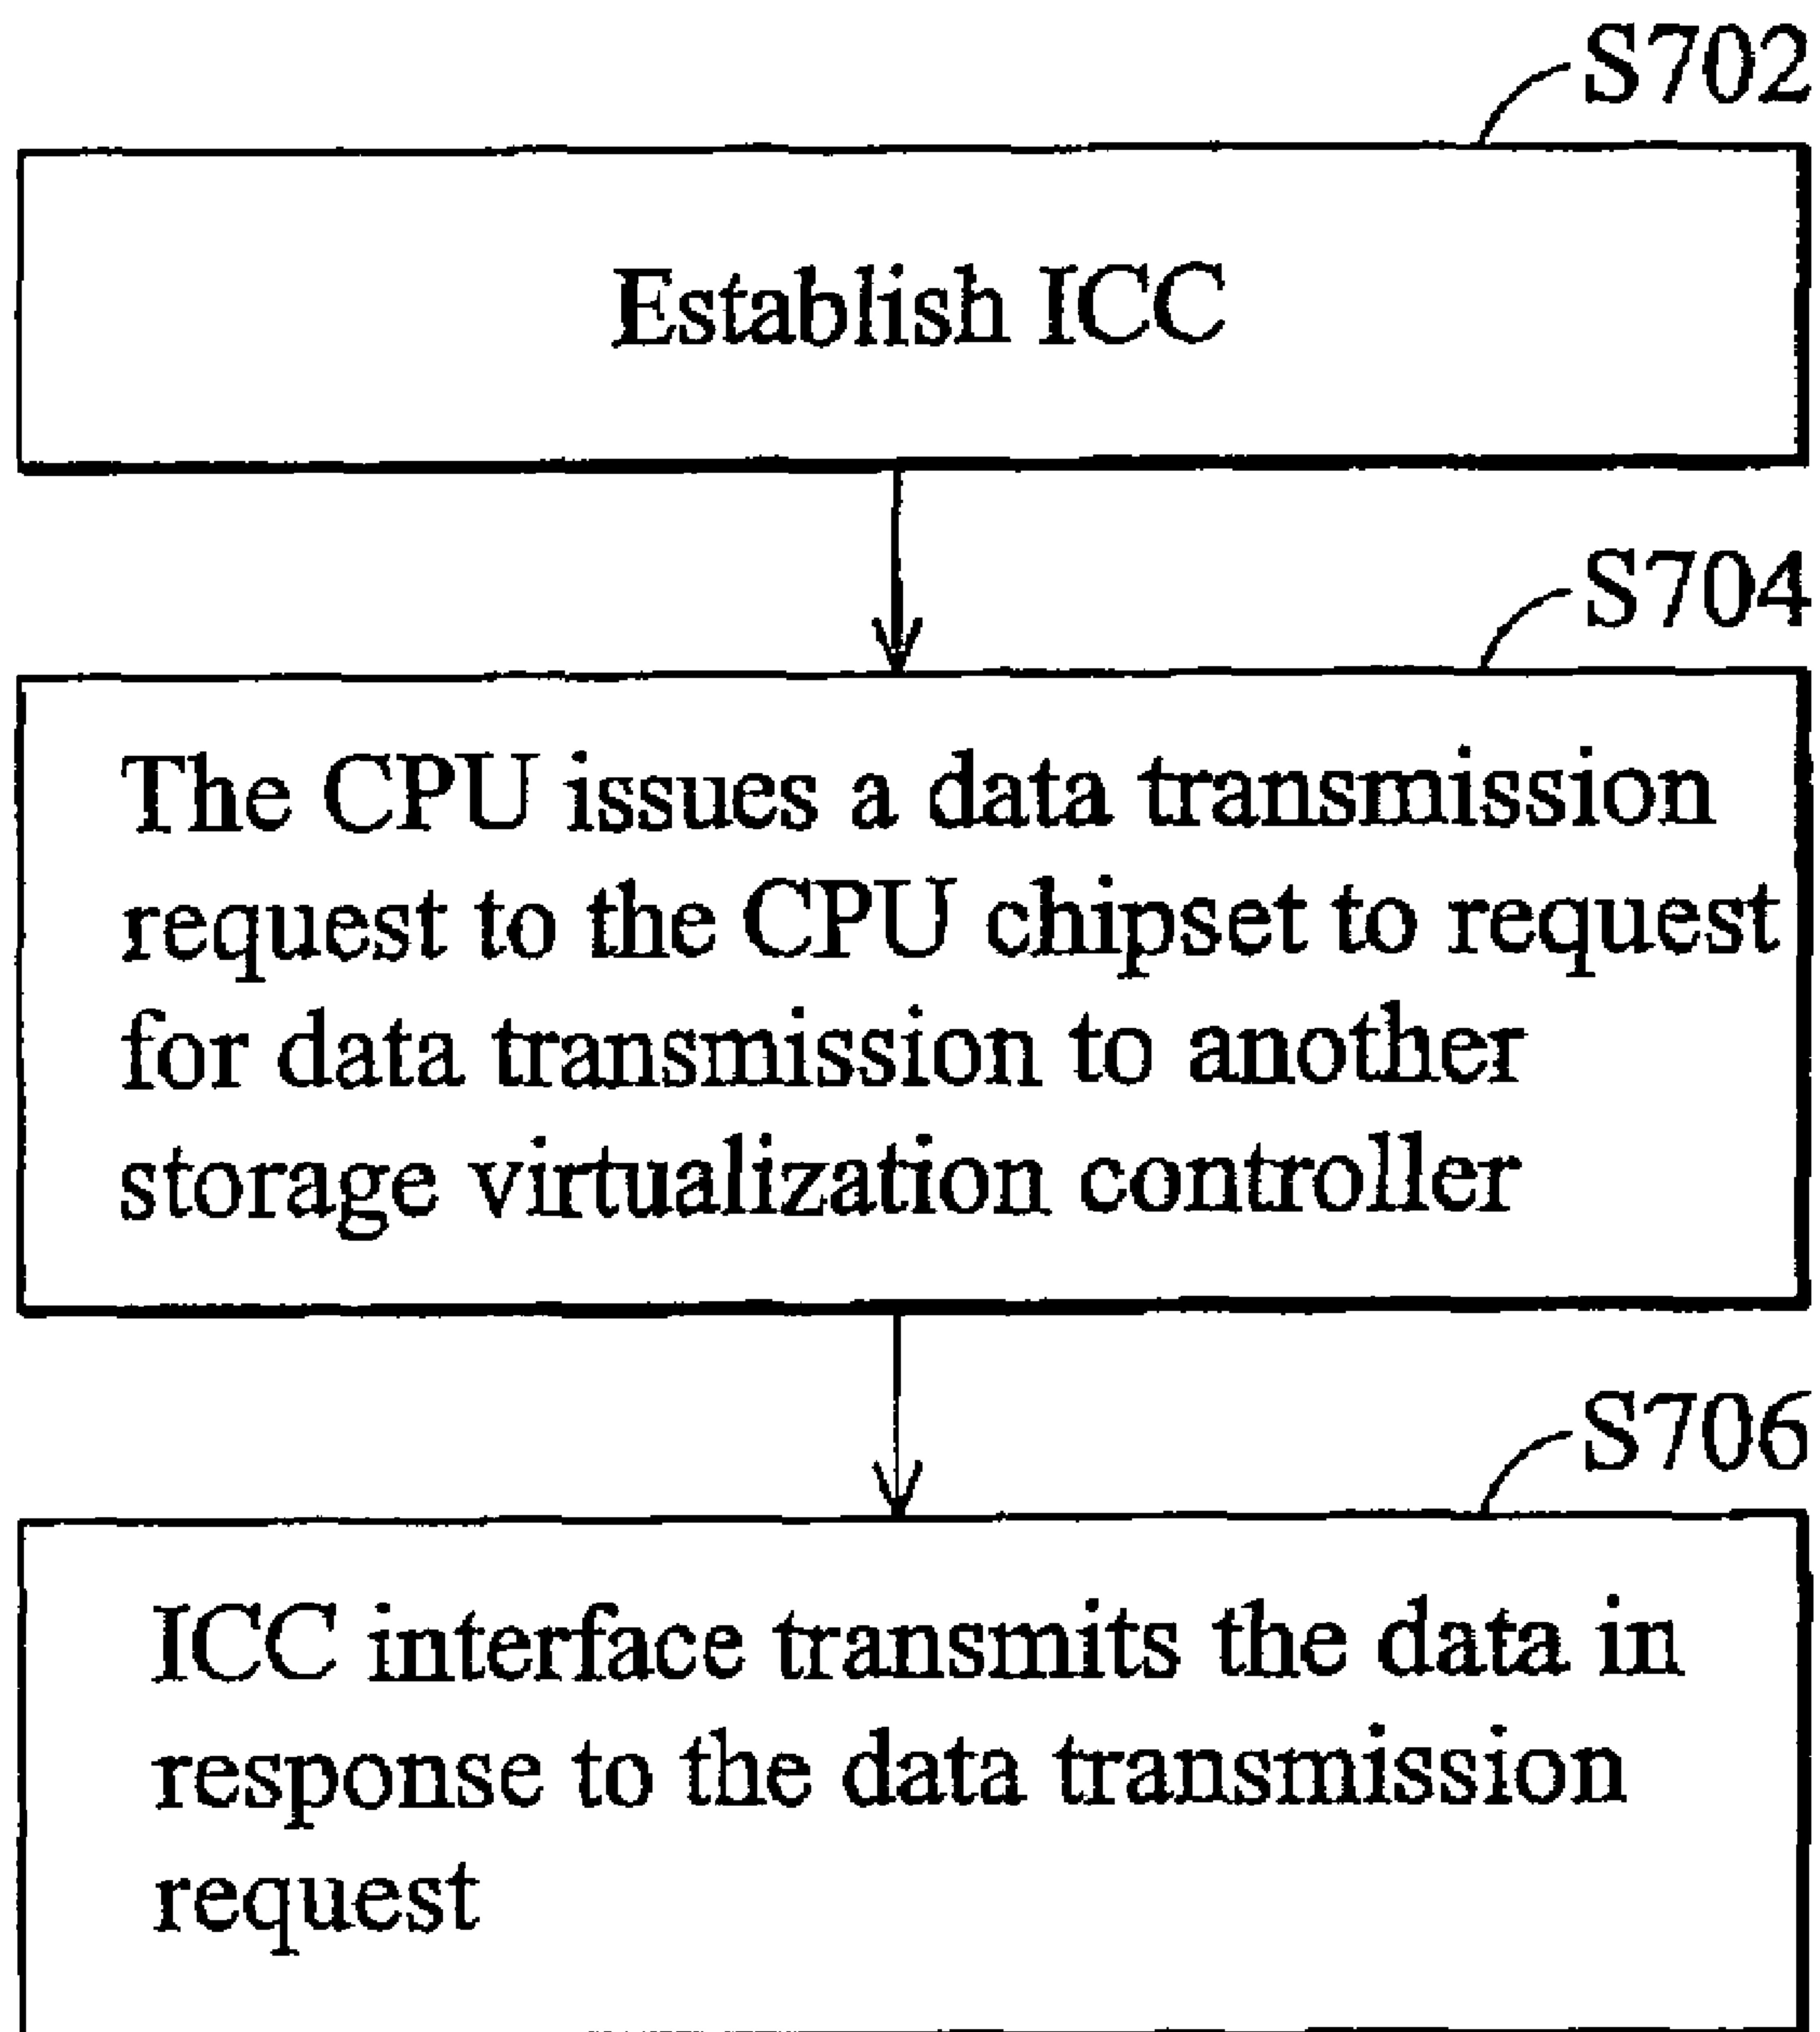 S702
Establish ICC
S704
The CPU issues a data transmission
request to the CPU chipset to request
for data transmission to another
storage virtualization controller
S706
ICC interface transmits the data in
response to the data transmission
request